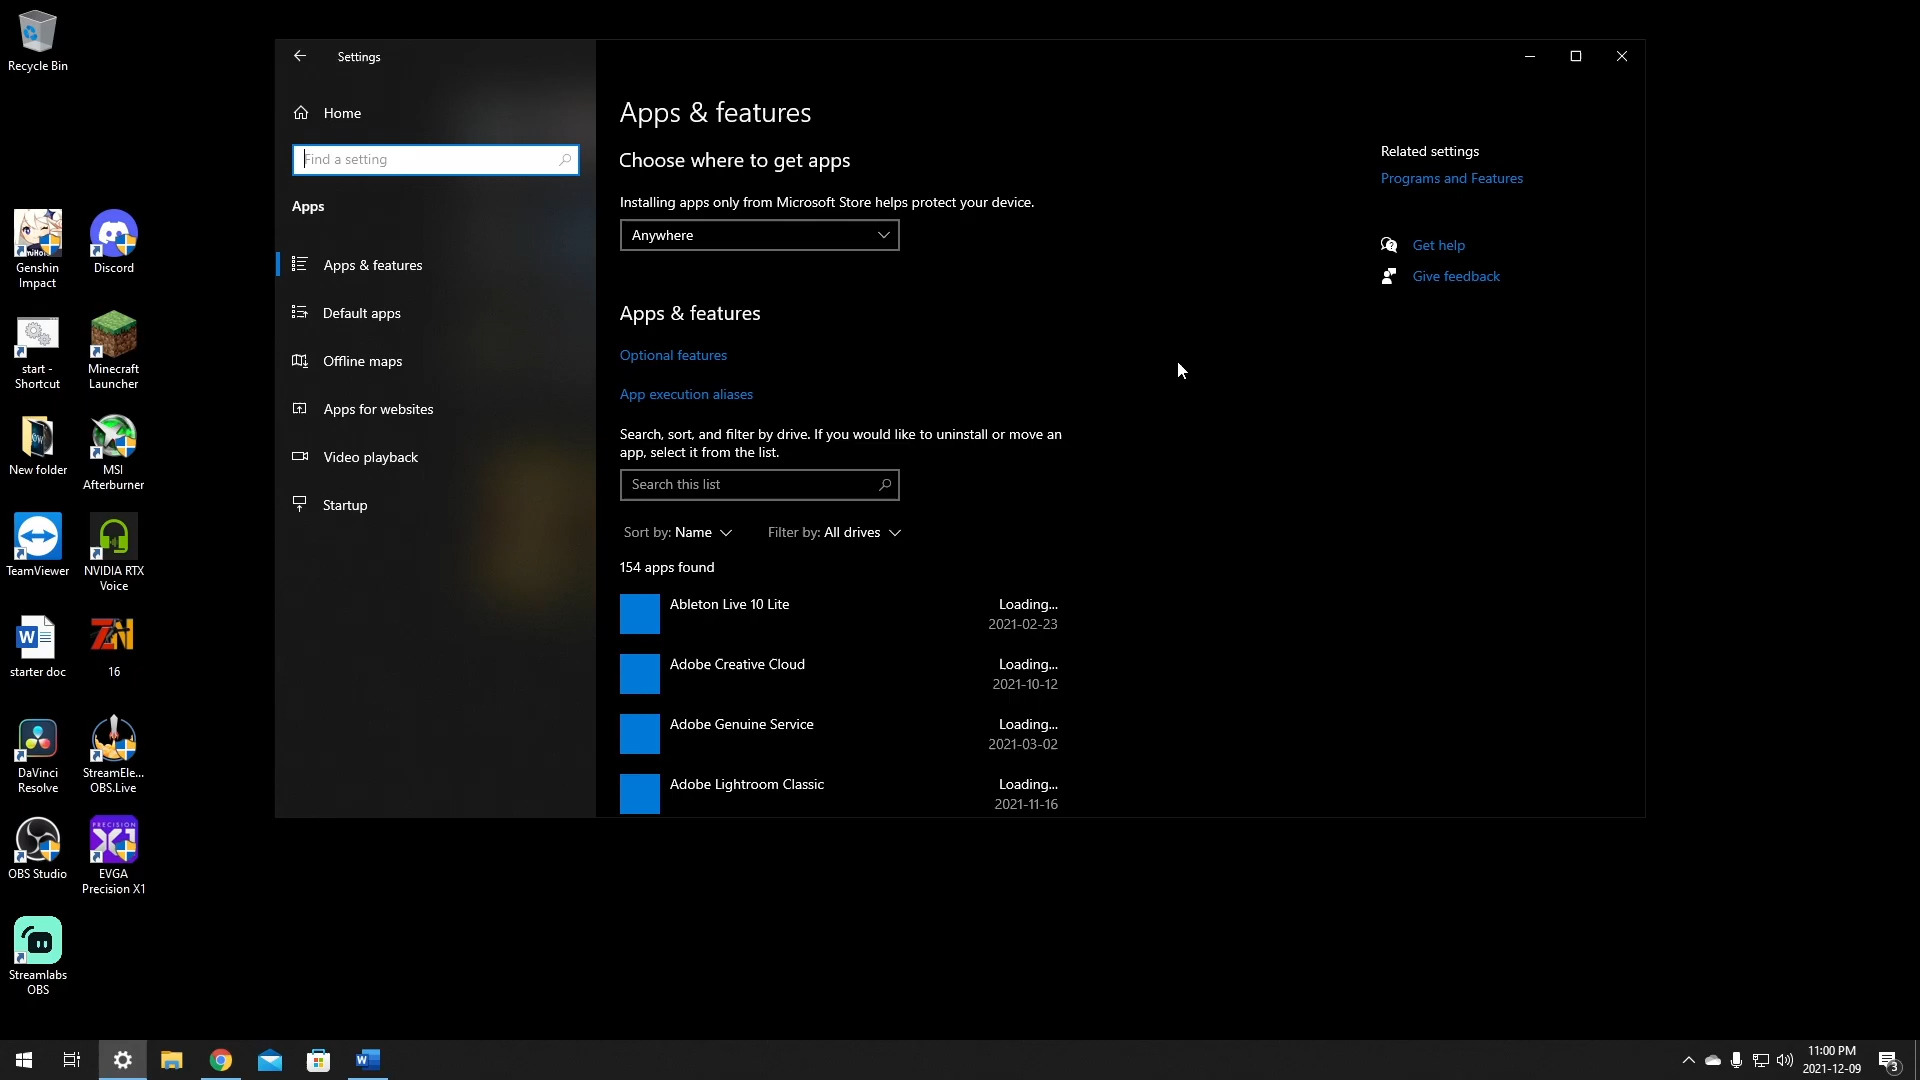 Recycle Bin
Genshin
Impact
Discord
start -
Shortcut
Minecraft
Launcher
New folder
MSI
Afterburner
TeamViewer
NVIDIA RTX
Voice
starter doc
16
DaVinci
Resolve
StreamEle...
OBS.Live
OBS Studio
PRECISION
X1
EVGA
Precision X1
Streamlabs
OBS
Settings
Home
Find a setting
Apps
Apps & features
Default apps
Offline maps
Apps for websites
Video playback
Startup
Apps & features
Choose where to get apps
Installing apps only from Microsoft Store helps protect your device.
Anywhere
Apps & features
Optional features
App execution aliases
Search, sort, and filter by drive. If you would like to uninstall or move an
app, select it from the list.
Search this list
Sort by: Name
Filter by: All drives
154 apps found
Ableton Live 10 Lite
Loading...
2021-02-23
Adobe Creative Cloud
Loading...
2021-10-12
Adobe Genuine Service
Loading...
2021-03-02
Adobe Lightroom Classic
Loading...
2021-11-16
Related settings
Programs and Features
Get help
Give feedback
11:00 PM
2021-12-09
3